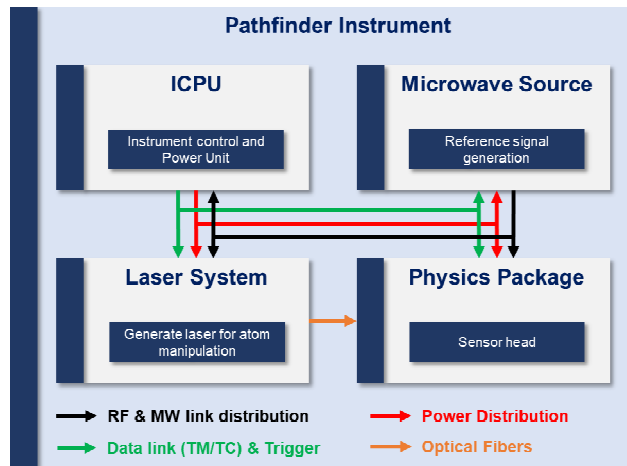 Pathfinder Instrument
ICPU
Instrument control and
Power Unit
Microwave Source
Reference signal
generation
Laser System
Generate laser for atom
manipulation
Physics Package
Sensor head
RF & MW link distribution
Power Distribution
Data link (TM/TC) & Trigger
Optical Fibers